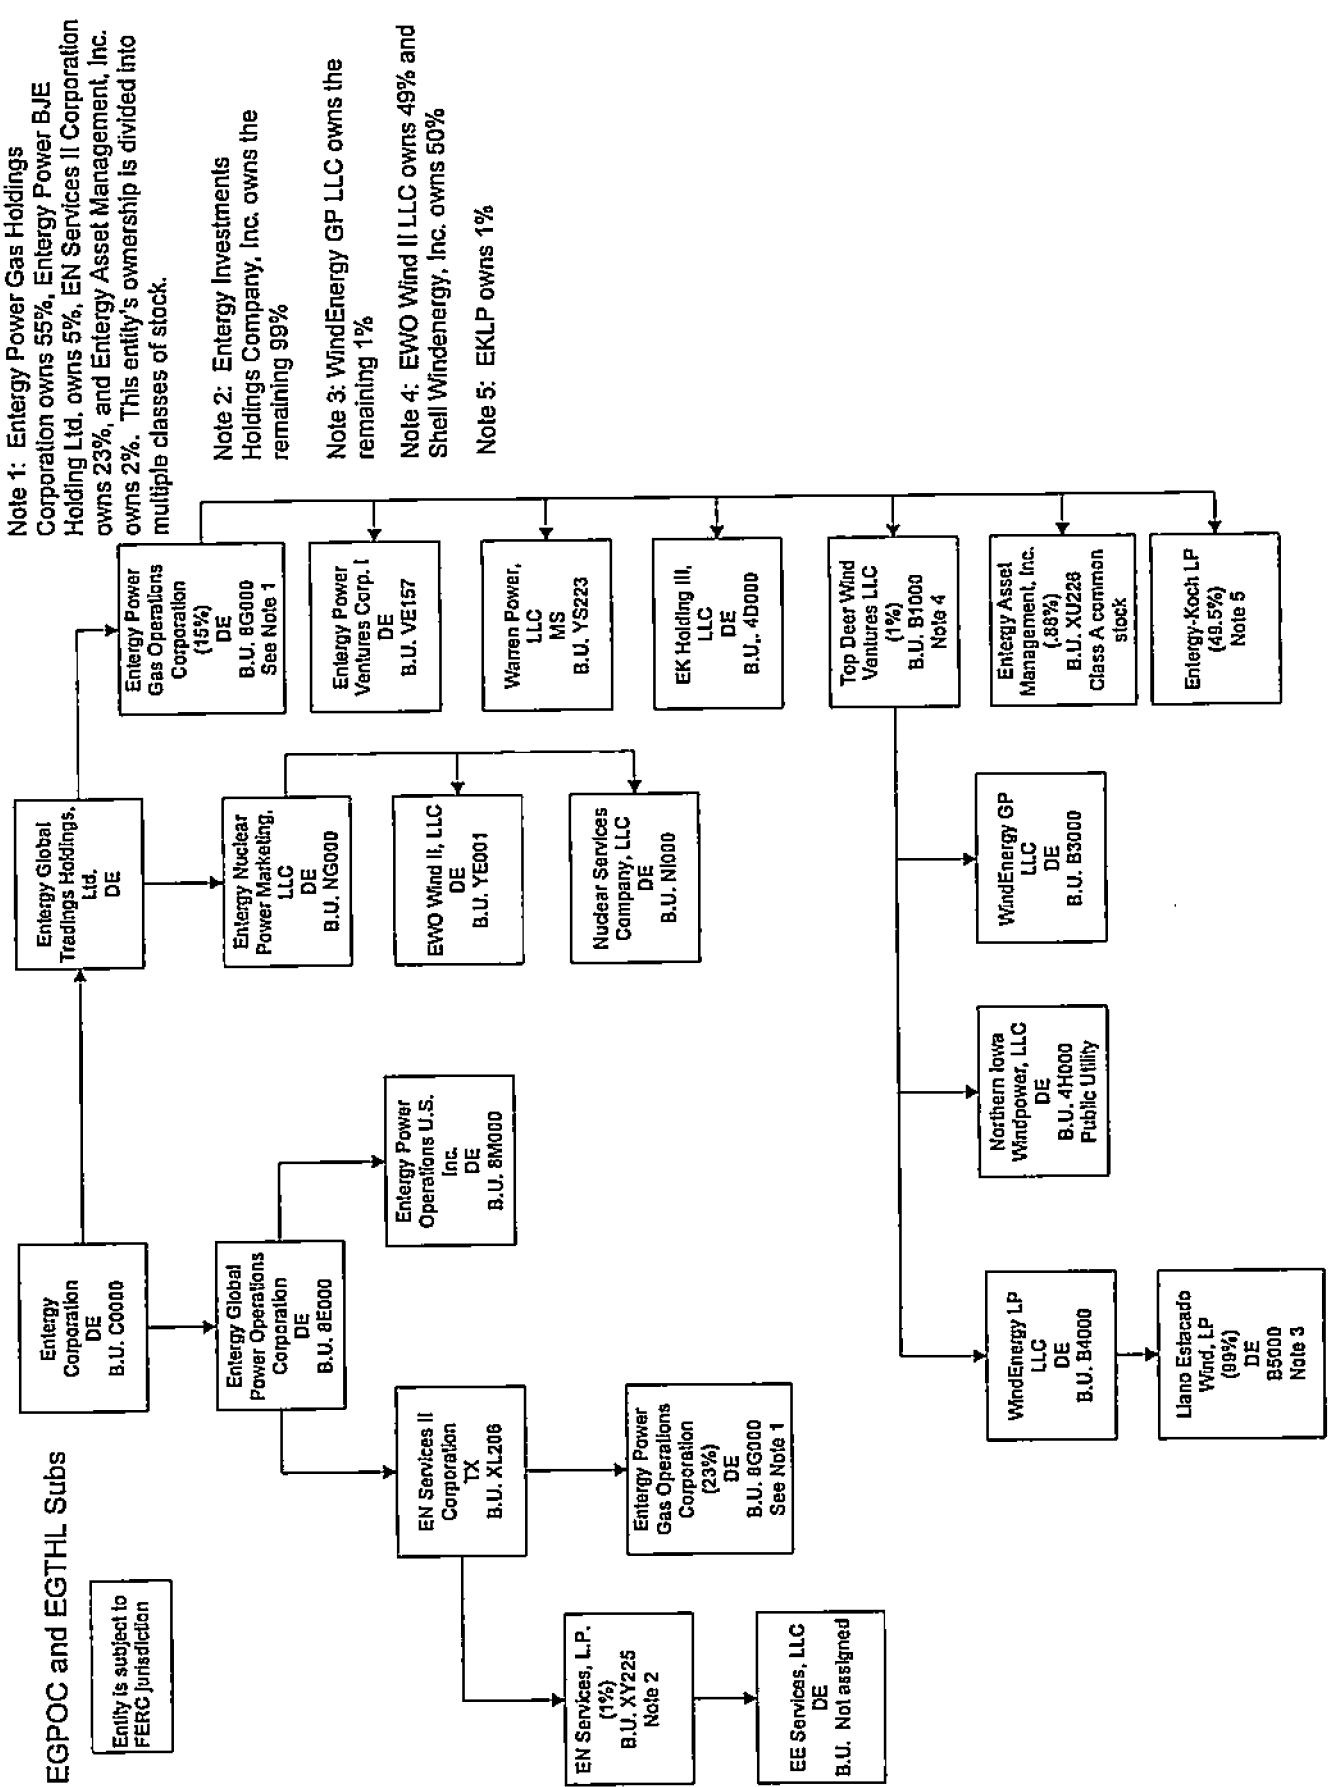 EGPOC and EGTHL Subs
Entity is subject to
FERC jurisdiction
Entergy
Corporation
DE
B.U. C0000
Entergy Global
Tradings Holdings,
Ltd.
DE
Note 1: Entergy Power Gas Holdings
Corporation owns 55%, Entergy Power BJE
Holding Ltd. owns 5%, EN Services II Corporation
owns 23%, and Entergy Asset Management, Inc.
owns 2%. This entity's ownership is divided into
multiple classes of stock.
Note 2: Entergy Investments
Holdings Company, Inc. owns the
remaining 99%
Note 3: WindEnergy GP LLC owns the
remaining 1%
Note 4: EWO Wind II LLC owns 49% and
Shell Windenergy, Inc. owns 50%
Note 5: EKLP owns 1%
Entergy Global
Power Operations
Corporation
DE
B.U. 8E000
Entergy Power
Operations U.S.
Inc.
DE
B.U. 8M000
EN Services II
Corporation
TX
B.U. XL206
Entergy Power
Gas Operations
Corporation
(23%)
DE
B.U. 8G000
See Note 1
EN Services, L.P.
(1%)
B.U. XY225
Note 2
EE Services, LLC
DE
B.U. Not assigned
Entergy Nuclear
Power Marketing,
LLC
DE
B.U. NG000
EWO Wind II, LLC
DE
B.U. YE001
Nuclear Services
Company, LLC
DE
B.U. NI000
Entergy Power
Gas Operations
Corporation
(15%)
DE
B.U. 8G000
See Note 1
Entergy Power
Ventures Corp. I
DE
B.U. VE157
Warren Power,
LLC
MS
B.U. YS223
EK Holding III,
LLC
DE
B.U,. 4D000
Top Deer Wind
Ventures LLC
(1%)
B.U. B1000
Note 4
Entergy Asset
Management, Inc.
(.88%)
B.U. XU226
Class A common
stock
Entergy-Koch LP
(49.5%)
Note 5
WindEnergy LP
LLC
DE
B.U. B4000
Northern Iowa
Windpower, LLC
DE
B.U. 4H000
Public Utility
WindEnergy GP
LLC
DE
B.U. B3000
Llano Estacado
Wind, LP
(99%)
DE
B5000
Note 3